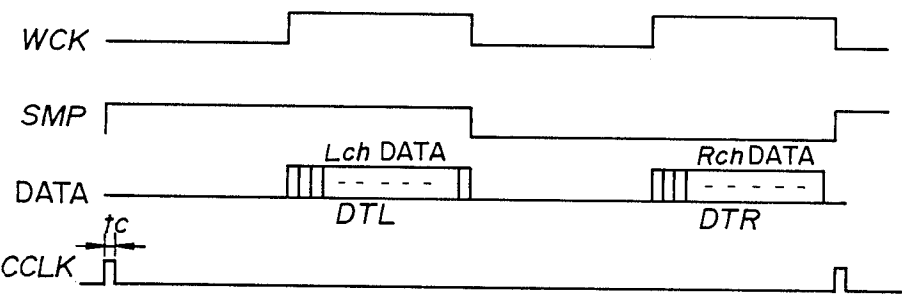 WCK
SMP
Lch DATA
Rch DATA
DATA
DTL
DTR
tc
CCLK